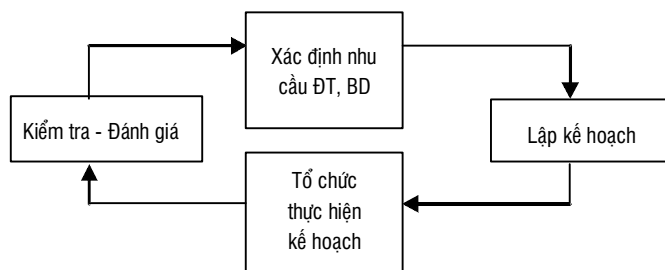 Xác định nhu
cầu ĐT, BD
Kiểm tra - Đánh giá
Lập kế hoạch
Tổ chức
thực hiện
kế hoạch